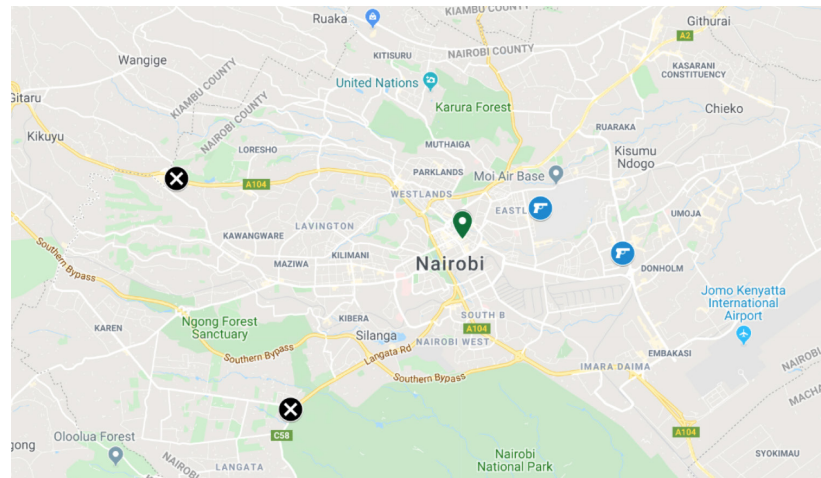 KIAMBU COUNTY
Ruaka
Githurai
A2
KITISURU
NAIROBI COUNTY
Wangige
KASARANI
CONSTITUENCY
United Nations
KIAMBU COUNTY
NAIROBI COUNTY
Gitaru
Karura Forest
Chieko
Kikuyu
RUARAKA
LORESHO
MUTHAIGA
Kisumu
Ndogo
PARKLANDS
Moi Air Base
A104
WESTLANDS
EASTL
UMOJA
LAVINGTON
KAWANGWARE
Southern Bypass
KILIMANI
MAZIWA
Nairobi
DONHOLM
Jomo Kenyatta
International
Airport
Ngong Forest
Sanctuary
KIBERA
SOUTH B
KAREN
A104
Silanga
NAIROBI WEST
Langata Rd
Southern Bypass
EMBAKASI
IMARA DAIMA
NAIROBI
Southern Bypass
MACHA
C58
A104
Oloolua Forest
gong
NAIROBI
LANGATA
Nairobi
National Park
SYOKIMAU